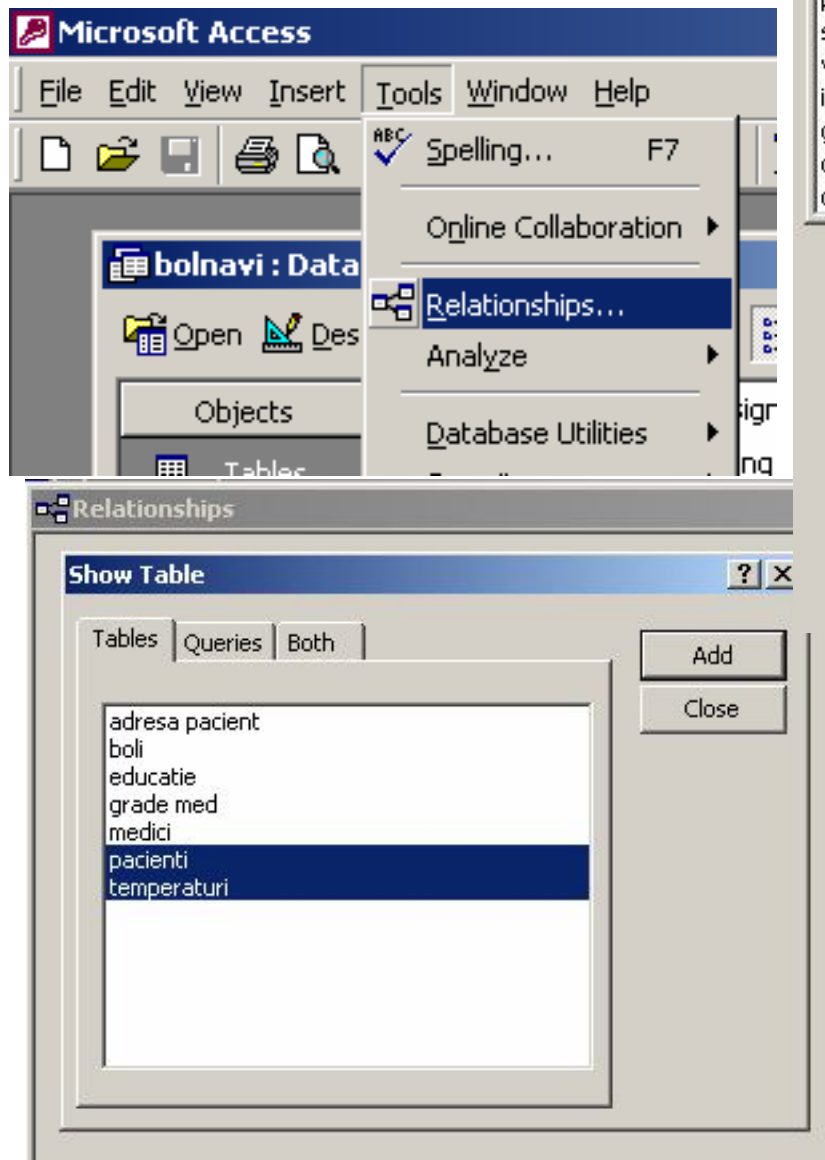 Microsoft Access
File Edit View Insert Tools Window Help
ABC Spelling... F7
Online Collaboration
bolnavi : Data
Relationships...
Open Des
Analyze
Objects
Database Utilities
Tables
Relationships
Show Table
Tables Queries Both
Add
Close
adresa pacient
boli
educatie
grade med
medici
pacienti
temperaturi